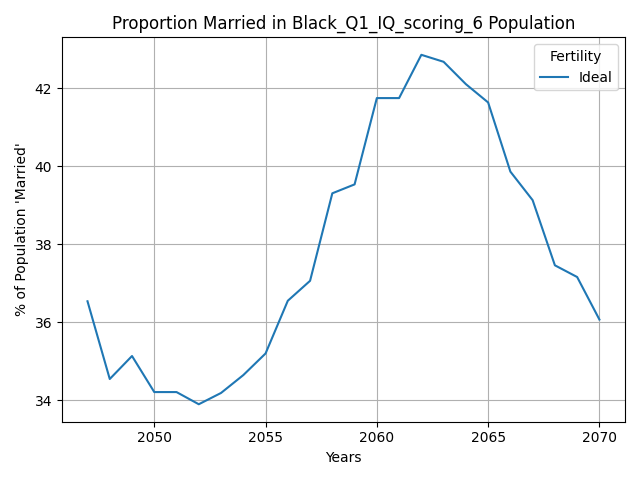 Proportion Married in Black_Q1_IQ_scoring_6 Population
Fertility
Ideal
% of Population 'Married'
42
40
38
36
34
2050
2055
2060
2065
2070
Years